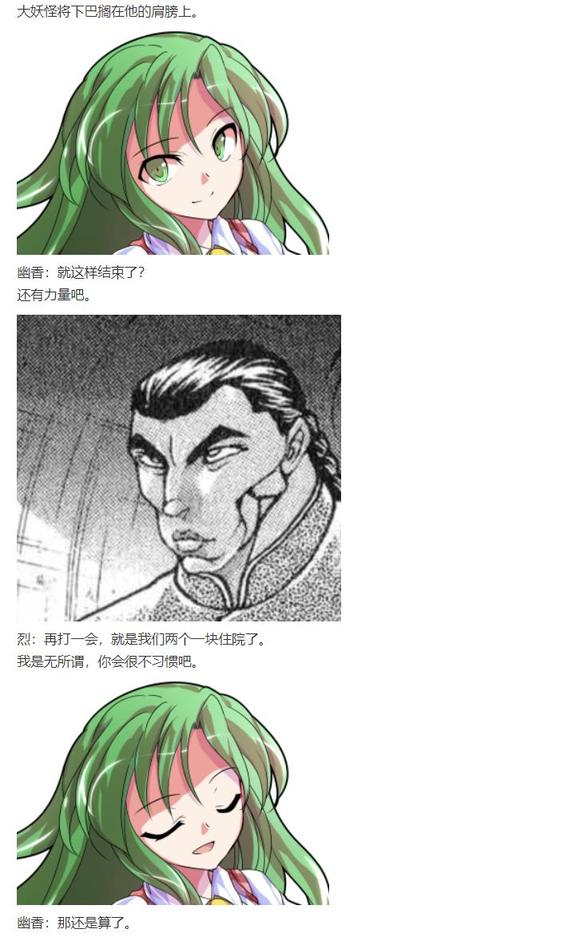 大妖怪将下巴搁在他的肩膀上。
幽香：就这样结束了？
还有力量吧。
烈：再打一会，就是我们两个一块住院了。
我是无所谓，你会很不习惯吧。
幽香：那还是算了。